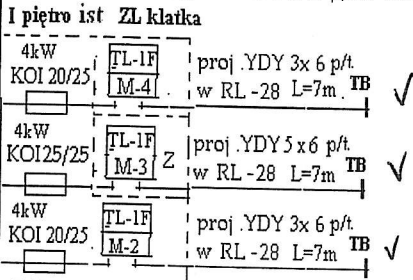 I piętro ist ZL klatka
4kW
KOI 20/25
TL-1F
M-4
proj .YDY 3x 6 p/t.
w RL -28 L=7m . TB
4kW
KOI25/25
TL-1F
M-3 Z
proj .YDY 5x6 p/t.
w RL -28 L=7m TB
4kW
KOI 20/25
TL-1F
M-2
proj .YDY 3x 6 p/t.
w RL -28 L=7m TB